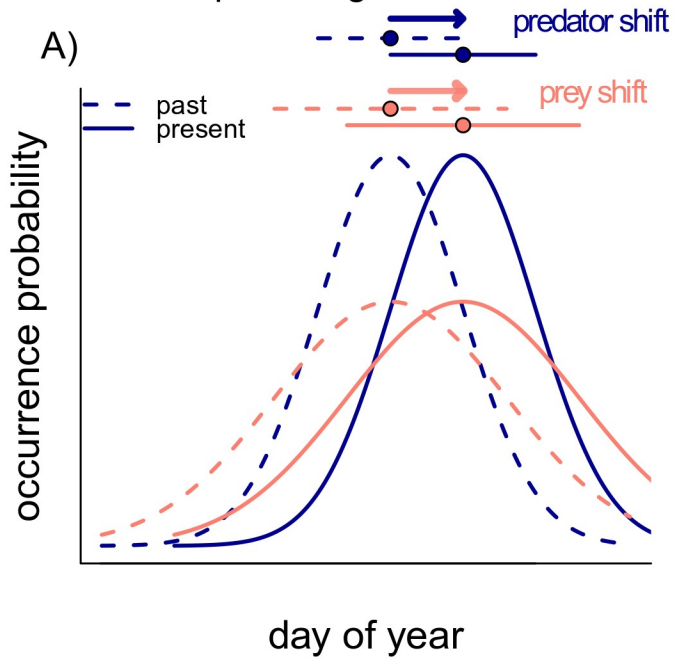 predator shift
A)
prey shift
past
present
occurrence probability
day of year